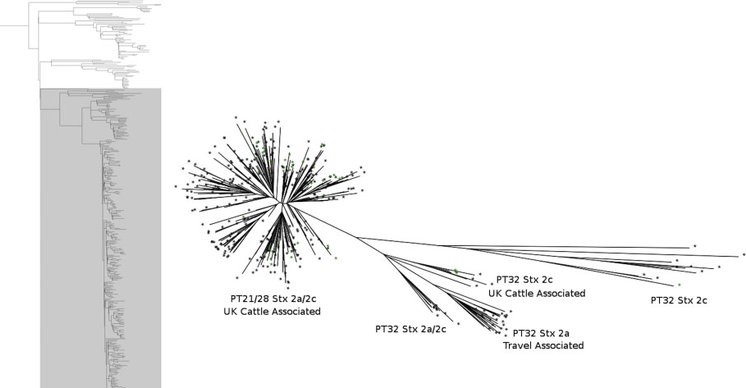 PT21/28 Stx 2a/2c
UK Cattle Associated
PT32 Stx 2c
UK Cattle Associated
PT32 Stx 2a/2c
PT32 Stx 2a
Travel Associated
PT32 Stx 2c